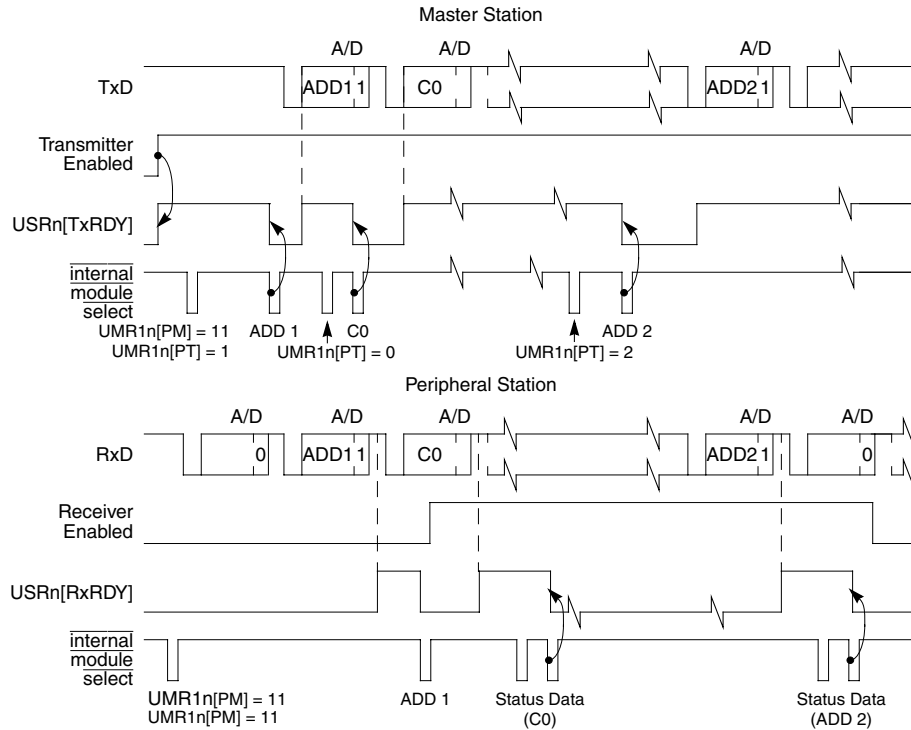 Master Station
A/D A/D A/D
TxD ADD1 1 C0 ADD2 1
Transmitter
Enabled
USRn[TxRDY]
internal
module
select
UMR1n[PM] = 11 ADD 1 C0 ADD 2
UMR1n[PT] = 1 UMR1n[PT] = 0 UMR1n[PT] = 2
Peripheral Station
A/D A/D A/D A/D A/D
RxD 0 ADD1 1 C0 ADD2 1 0
Receiver
Enabled
USRn[RxRDY]
internal
module
select
UMR1n[PM] = 11 ADD 1 Status Data Status Data
UMR1n[PM] = 11 (C0) (ADD 2)